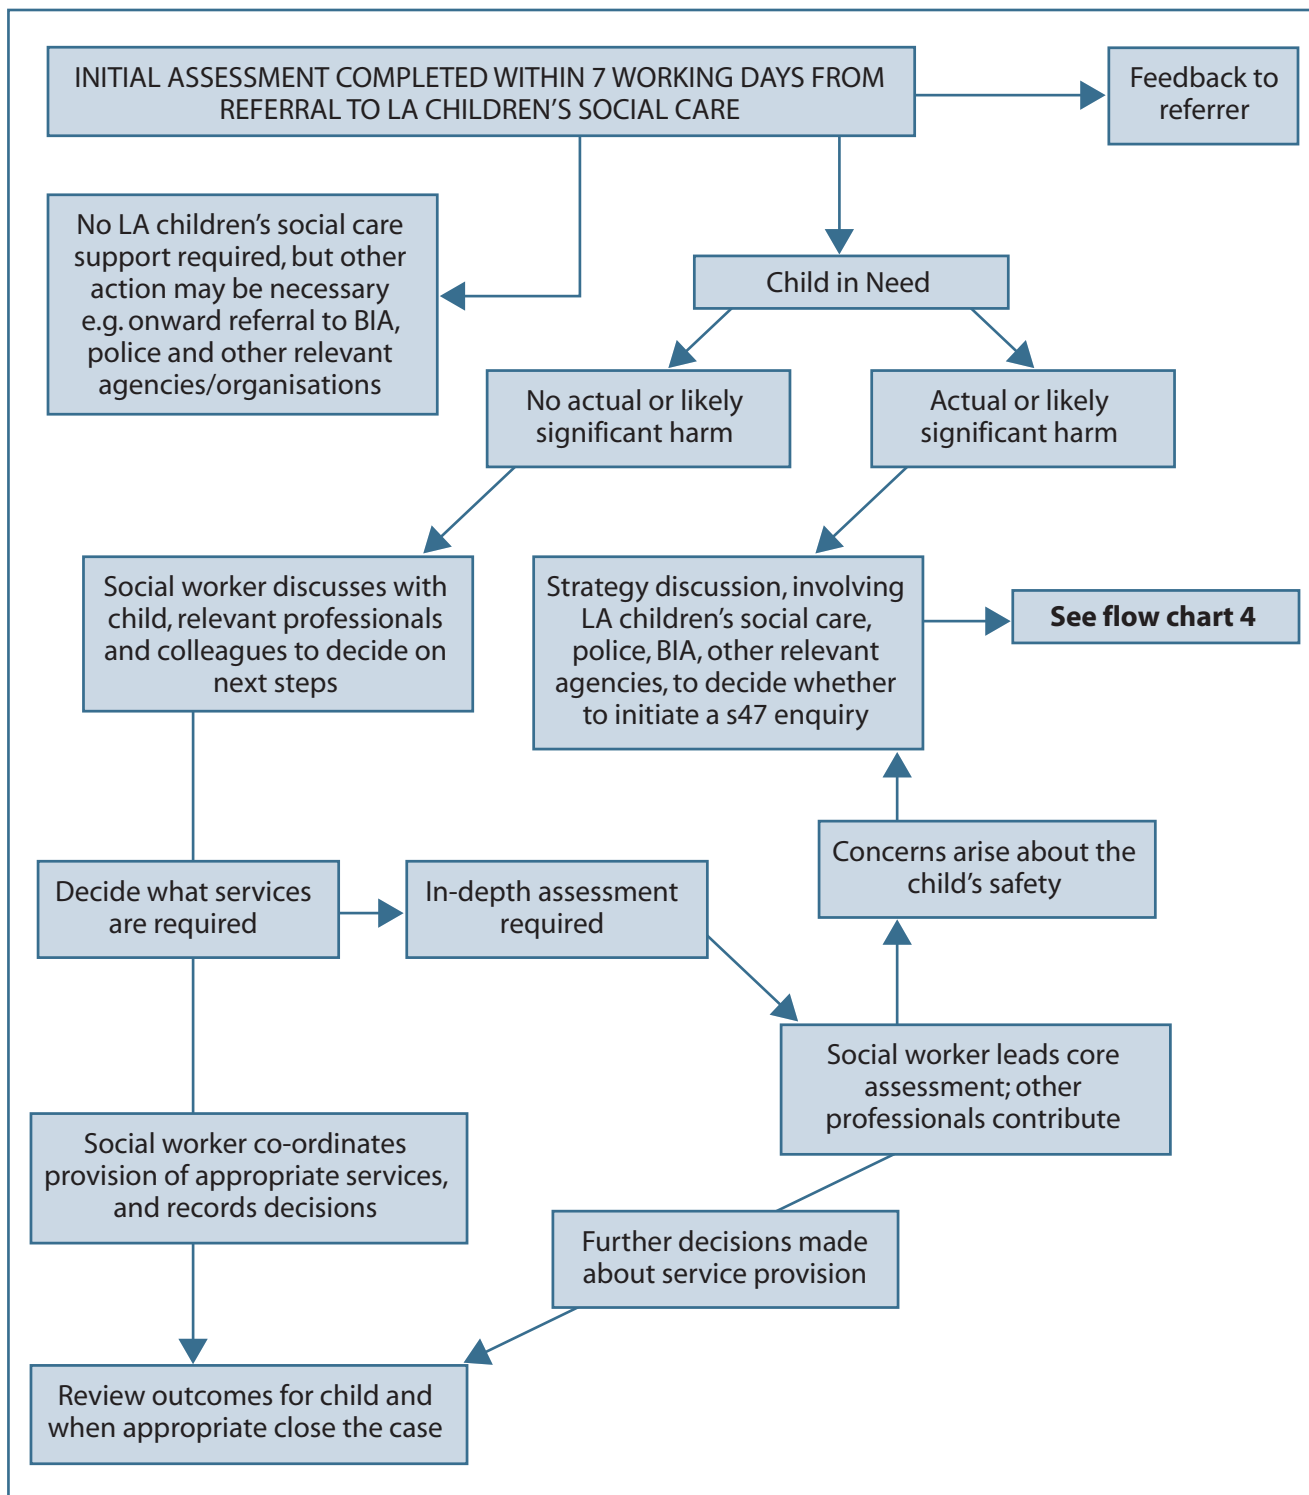 INITIAL ASSESSMENT COMPLETED WITHIN 7 WORKING DAYS FROM
REFERRAL TO LA CHILDREN’S SOCIAL CARE
Feedback to
referrer
No LA children’s social care
support required, but other
action may be necessary
e.g. onward referral to BIA,
police and other relevant
agencies/organisations
Child in Need
No actual or likely
significant harm
Actual or likely
significant harm
Social worker discusses with
child, relevant professionals
and colleagues to decide on
next steps
Strategy discussion, involving
LA children’s social care,
police, BIA, other relevant
agencies, to decide whether
to initiate a s47 enquiry
See flow chart 4
Concerns arise about the
child’s safety
Decide what services
are required
In-depth assessment
required
Social worker leads core
assessment; other
professionals contribute
Social worker co-ordinates
provision of appropriate services,
and records decisions
Further decisions made
about service provision
Review outcomes for child and
when appropriate close the case